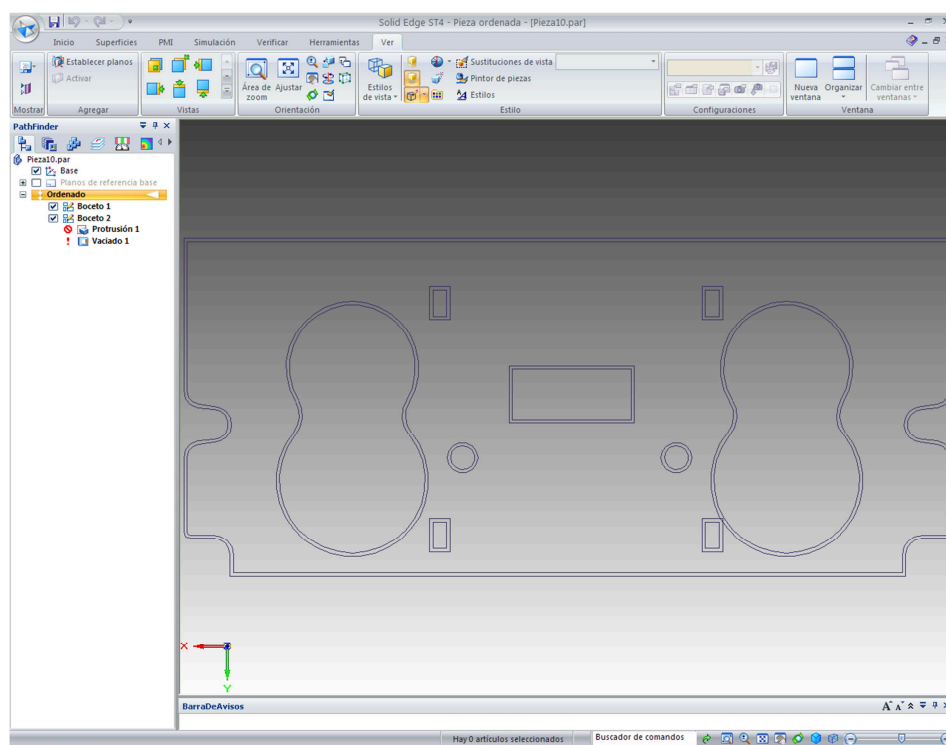 Solid Edge ST4 - Pieza ordenada - [Pieza10.par]
Inicio Superficies PMI Simulación Verificar Herramientas Ver
Establecer planos
Activar
Área de zoom
Ajustar
Estilos de vista
Sustituciones de vista
Pintor de piezas
Estilos
Nueva ventana
Organizar
Cambiar entre ventanas
Mostrar Agregar Vistas Orientación Estilo Configuraciones Ventana
PathFinder
Pieza10.par
Base
Planos de referencia base
Ordenado
Boceto 1
Boceto 2
Protrusión 1
Vaciado 1
X
Y
BarraDeAvisos
Hay 0 artículos seleccionados Buscador de comandos